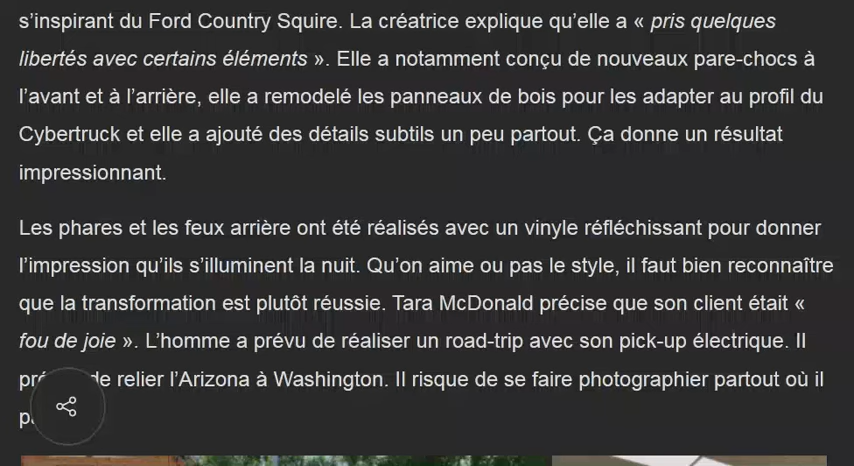 s’inspirant du Ford Country Squire. La créatrice explique qu’elle a « pris quelques
libertés avec certains éléments ». Elle a notamment conçu de nouveaux pare-chocs à
l’avant et à l’arrière, elle a remodelé les panneaux de bois pour les adapter au profil du
Cybertruck et elle a ajouté des détails subtils un peu partout. Ça donne un résultat
impressionnant.
Les phares et les feux arrière ont été réalisés avec un vinyle réfléchissant pour donner
l’impression qu’ils s’illuminent la nuit. Qu’on aime ou pas le style, il faut bien reconnaître
que la transformation est plutôt réussie. Tara McDonald précise que son client était «
fou de joie ». L’homme a prévu de réaliser un road-trip avec son pick-up électrique. Il
de relier l’Arizona à Washington. Il risque de se faire photographier partout où il